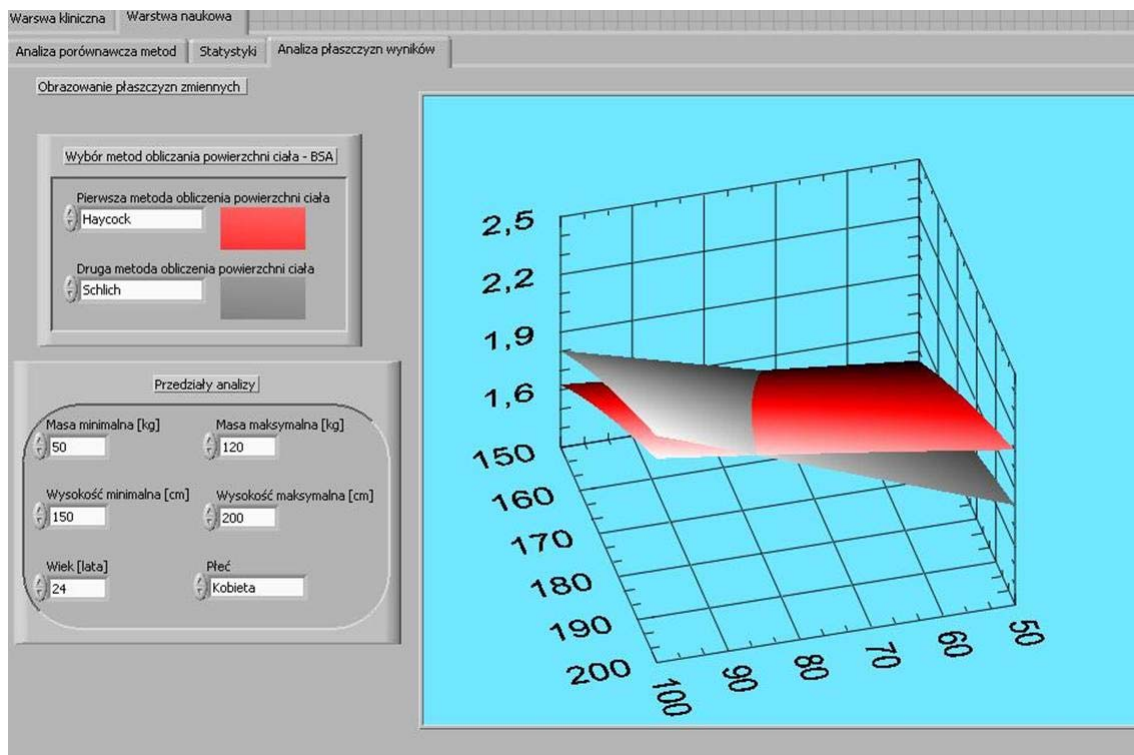 Warswa kliniczna Warstwa naukowa
Analiza porównawcza metod Statystyki Analiza płaszczyzn wyników
Obrazowanie płaszczyzn zmiennych
Wybór metod obliczania powierzchni ciała - BSA
Pierwsza metoda obliczenia powierzchni ciała
Haycock
Druga metoda obliczenia powierzchni ciała
Schlich
Przedziały analizy
Masa minimalna [kg] Masa maksymalna [kg]
50 120
Wysokość minimalna [cm] Wysokość maksymalna [cm]
150 200
Wiek [lata] Płeć
24 Kobieta
2,5
2,2
1,9
1,6
150
160
170
180
190
200
100 90 80 70 60 50